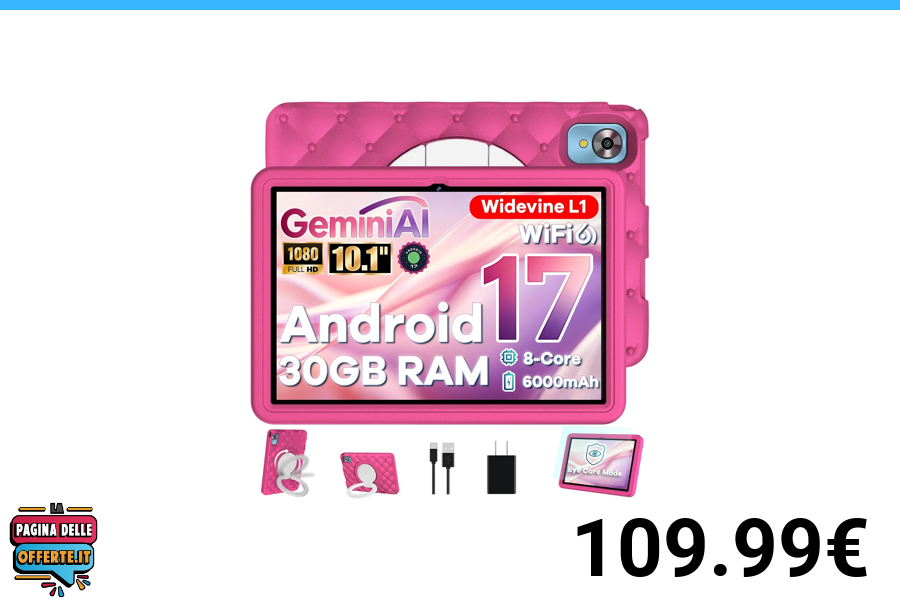 GeminiAI
Widevine L1
WiFi6
1080
FULL HD
10.1"
17
17
Android
30GB RAM
8-Core
6000mAh
Eye Care Mode
LA
PAGINA DELLE
OFFERTE.IT
109.99€